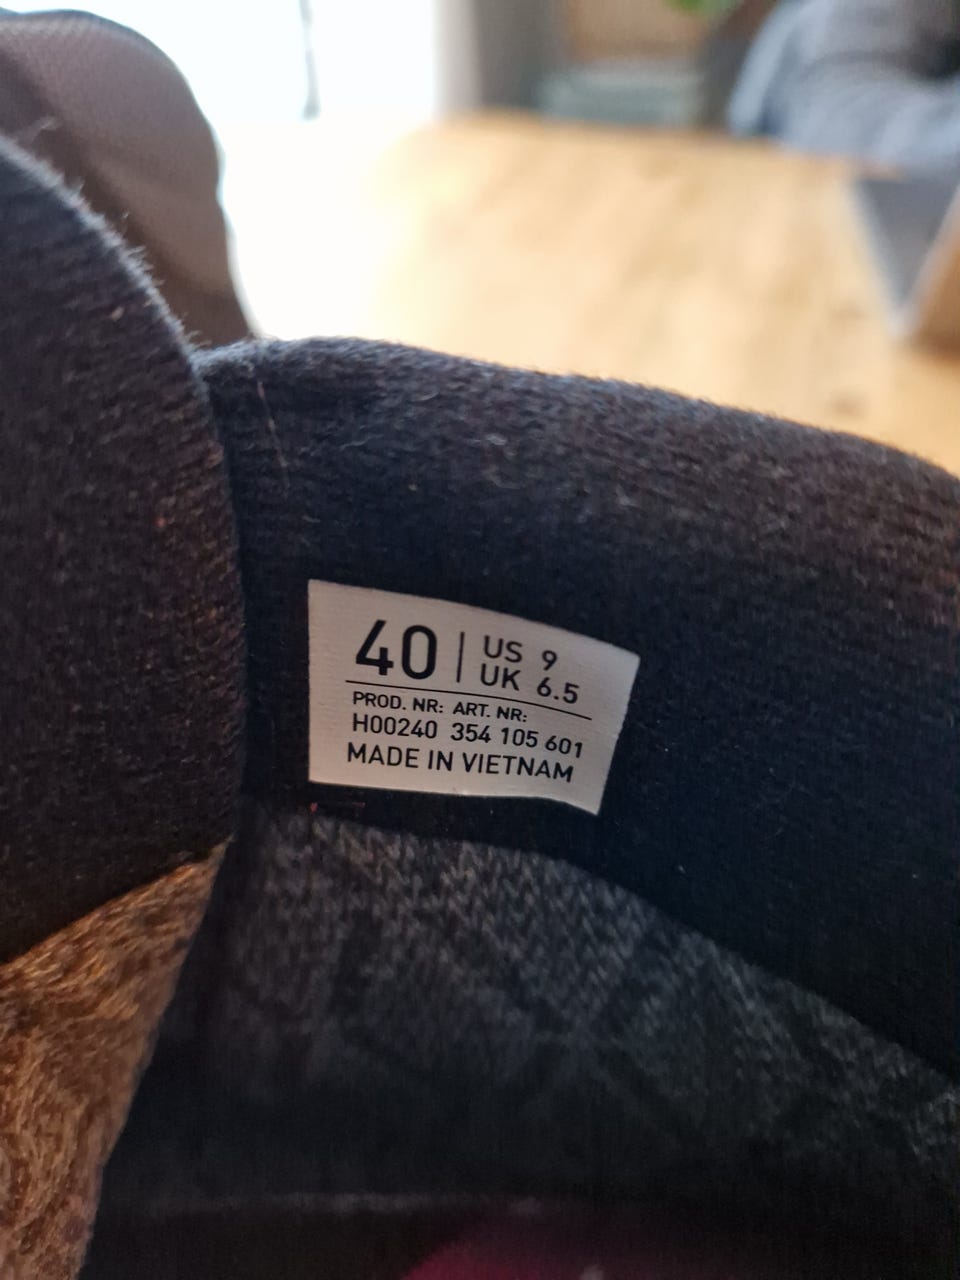 40 | US 9
UK 6.5
PROD. NR: ART. NR:
H00240 354 105 601
MADE IN VIETNAM